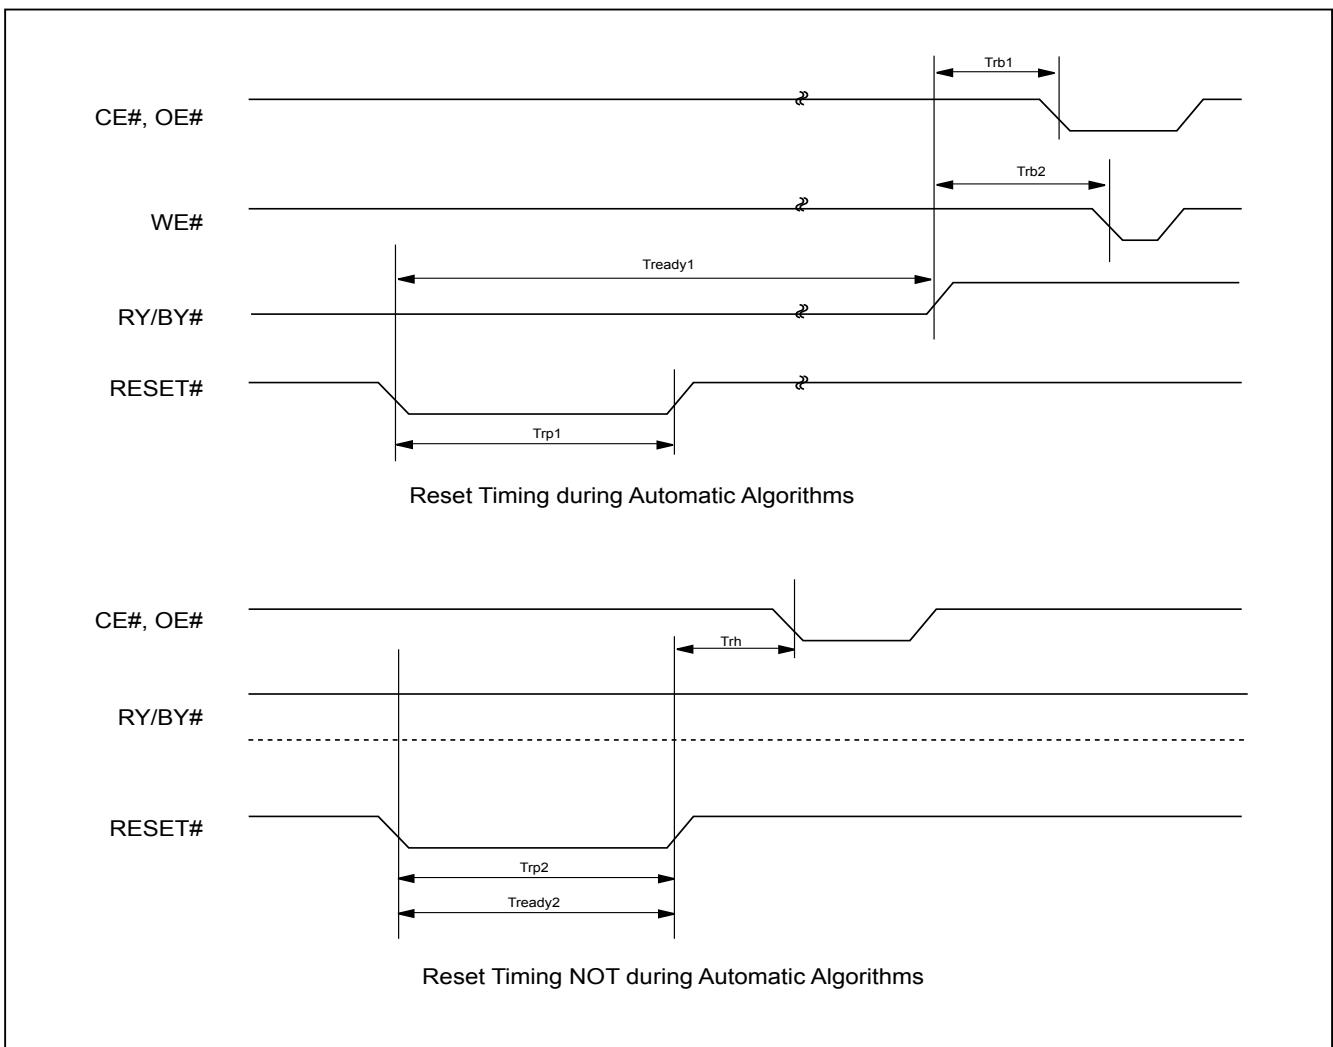 Trb1
CE#, OE#
Trb2
WE#
Tready1
RY/BY#
RESET#
Trp1
Reset Timing during Automatic Algorithms
CE#, OE#
Trh
RY/BY#
RESET#
Trp2
Tready2
Reset Timing NOT during Automatic Algorithms